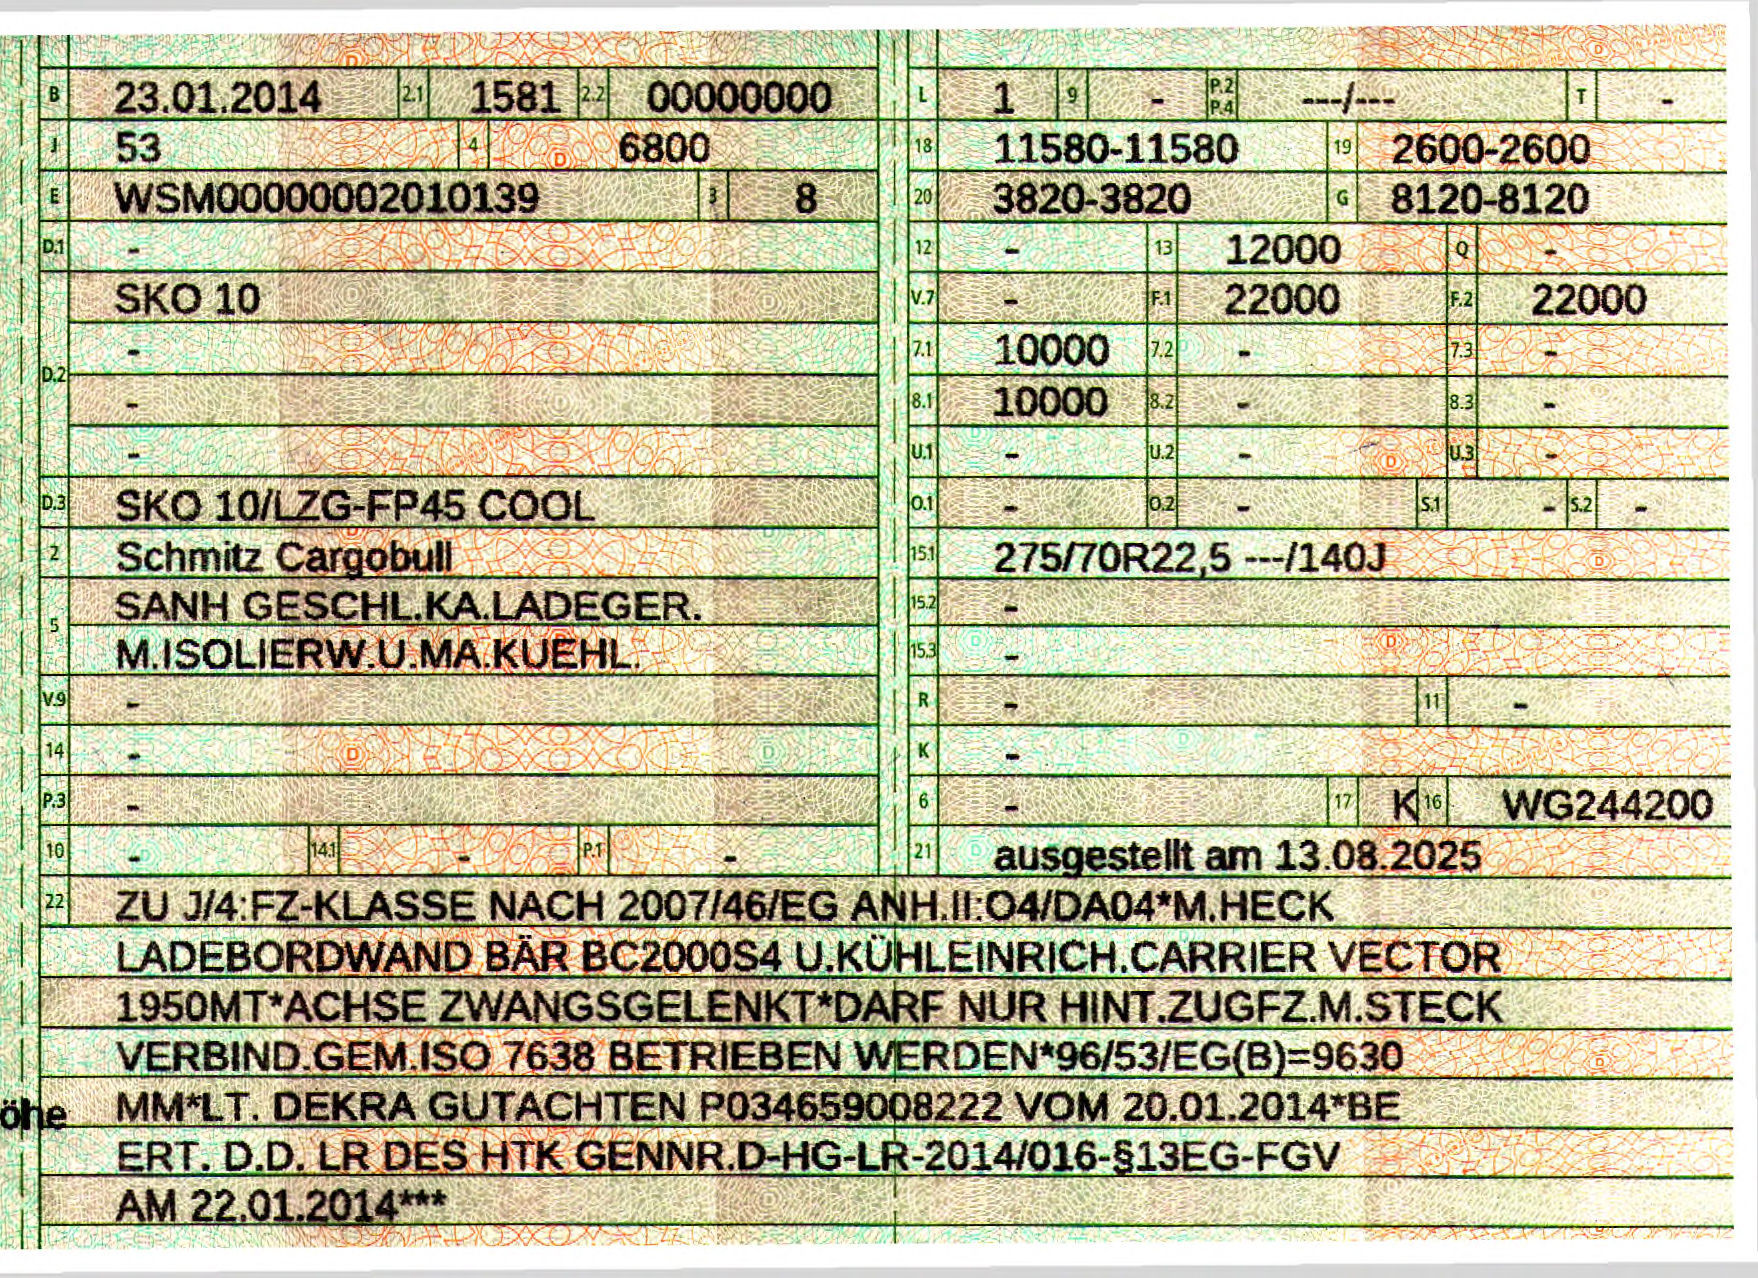 B 23.01.2014 2.1 1581 2.2 00000000
J 53 4 6800
E WSM00000002010139 3 8
D.1 -
SKO 10
-
D.2
-
-
D.3 SKO 10/LZG-FP45 COOL
2 Schmitz Cargobull
SANH GESCHL.KA.LADEGER.
5
M.ISOLIERW.U.MA.KUEHL.
V.9 -
14 -
P.3 -
10 - 14.1 - P.1 -
L 1 9 - P.2 P.4 ---/--- T -
18 11580-11580 19 2600-2600
20 3820-3820 G 8120-8120
12 - 13 12000 Q -
V.7 - F.1 22000 F.2 22000
7.1 10000 7.2 - 7.3 -
8.1 10000 8.2 - 8.3 -
U.1 - U.2 - U.3 -
O.1 - O.2 - S.1 - S.2 -
15.1 275/70R22,5 ---/140J
15.2 -
15.3 -
R - 11 -
K -
6 - 17 K 16 WG244200
21 ausgestellt am 13.08.2025
22 ZU J/4:FZ-KLASSE NACH 2007/46/EG ANH.II:O4/DA04*M.HECK
LADEBORDWAND BÄR BC2000S4 U.KÜHLEINRICH.CARRIER VECTOR
1950MT*ACHSE ZWANGSGELENKT*DARF NUR HINT.ZUGFZ.M.STECK
VERBIND.GEM.ISO 7638 BETRIEBEN WERDEN*96/53/EG(B)=9630
öhe MM*LT. DEKRA GUTACHTEN P034659008222 VOM 20.01.2014*BE
ERT. D.D. LR DES HTK GENNR.D-HG-LR-2014/016-§13EG-FGV
AM 22.01.2014***